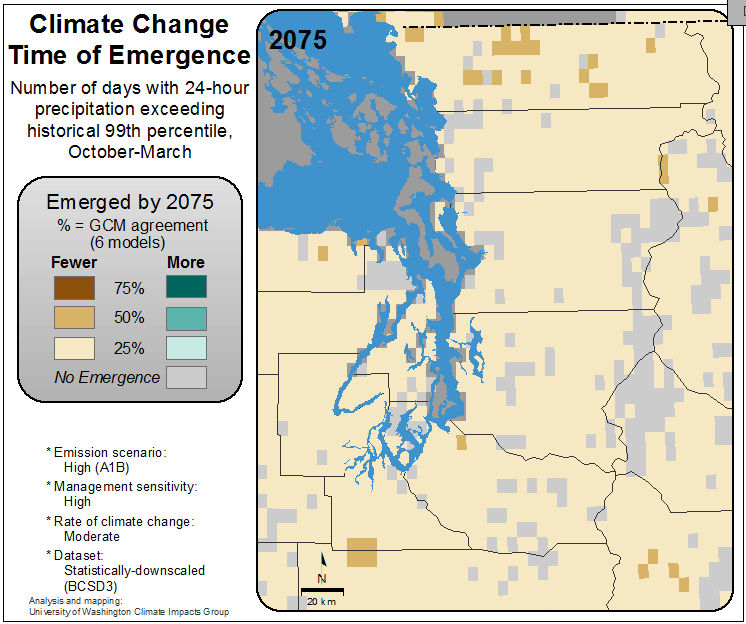 Climate Change
Time of Emergence
Number of days with 24-hour
precipitation exceeding
historical 99th percentile,
October-March
2075
Emerged by 2075
% = GCM agreement
(6 models)
Fewer More
75%
50%
25%
No Emergence
* Emission scenario:
High (A1B)
* Management sensitivity:
High
* Rate of climate change:
Moderate
* Dataset:
Statistically-downscaled
(BCSD3)
Analysis and mapping:
University of Washington Climate Impacts Group
N
20 km